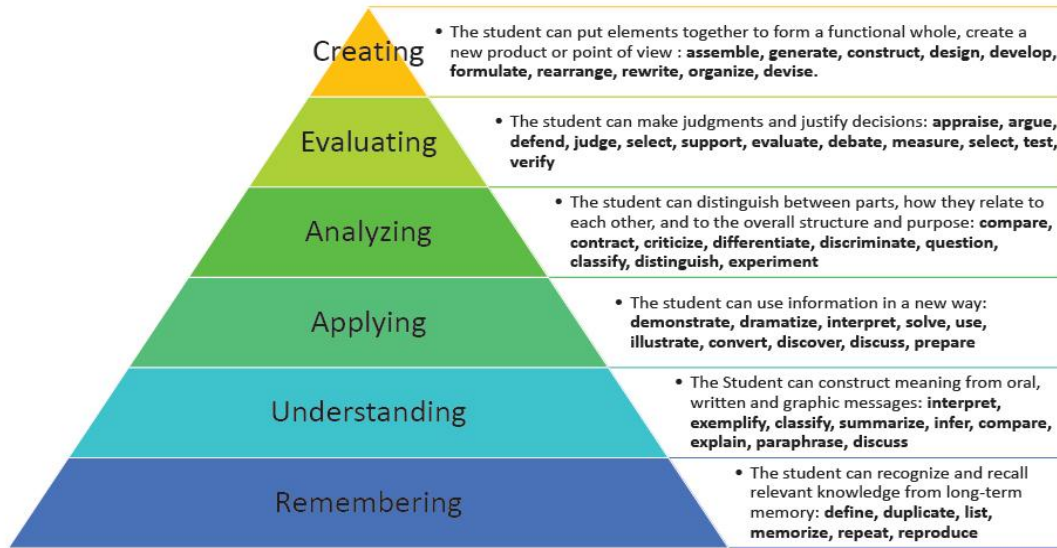 Creating
• The student can put elements together to form a functional whole, create a
new product or point of view : assemble, generate, construct, design, develop,
formulate, rearrange, rewrite, organize, devise.
Evaluating
• The student can make judgments and justify decisions: appraise, argue,
defend, judge, select, support, evaluate, debate, measure, select, test,
verify
Analyzing
• The student can distinguish between parts, how they relate to
each other, and to the overall structure and purpose: compare,
contract, criticize, differentiate, discriminate, question,
classify, distinguish, experiment
Applying
• The student can use information in a new way:
demonstrate, dramatize, interpret, solve, use,
illustrate, convert, discover, discuss, prepare
Understanding
• The Student can construct meaning from oral,
written and graphic messages: interpret,
exemplify, classify, summarize, infer, compare,
explain, paraphrase, discuss
Remembering
• The student can recognize and recall
relevant knowledge from long-term
memory: define, duplicate, list,
memorize, repeat, reproduce